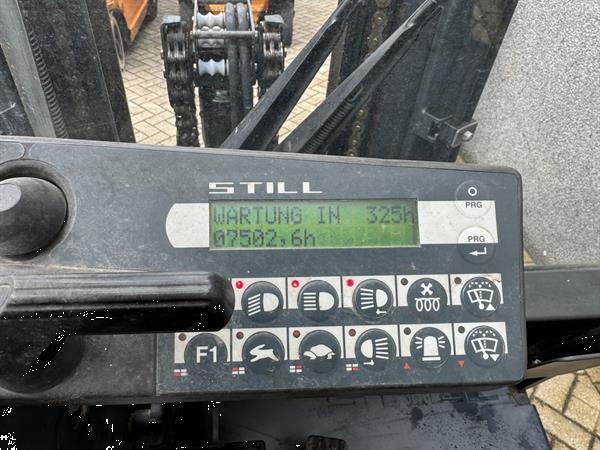 STILL
WARTUNG IN 325h
07502,6h
PRG
PRG
F1